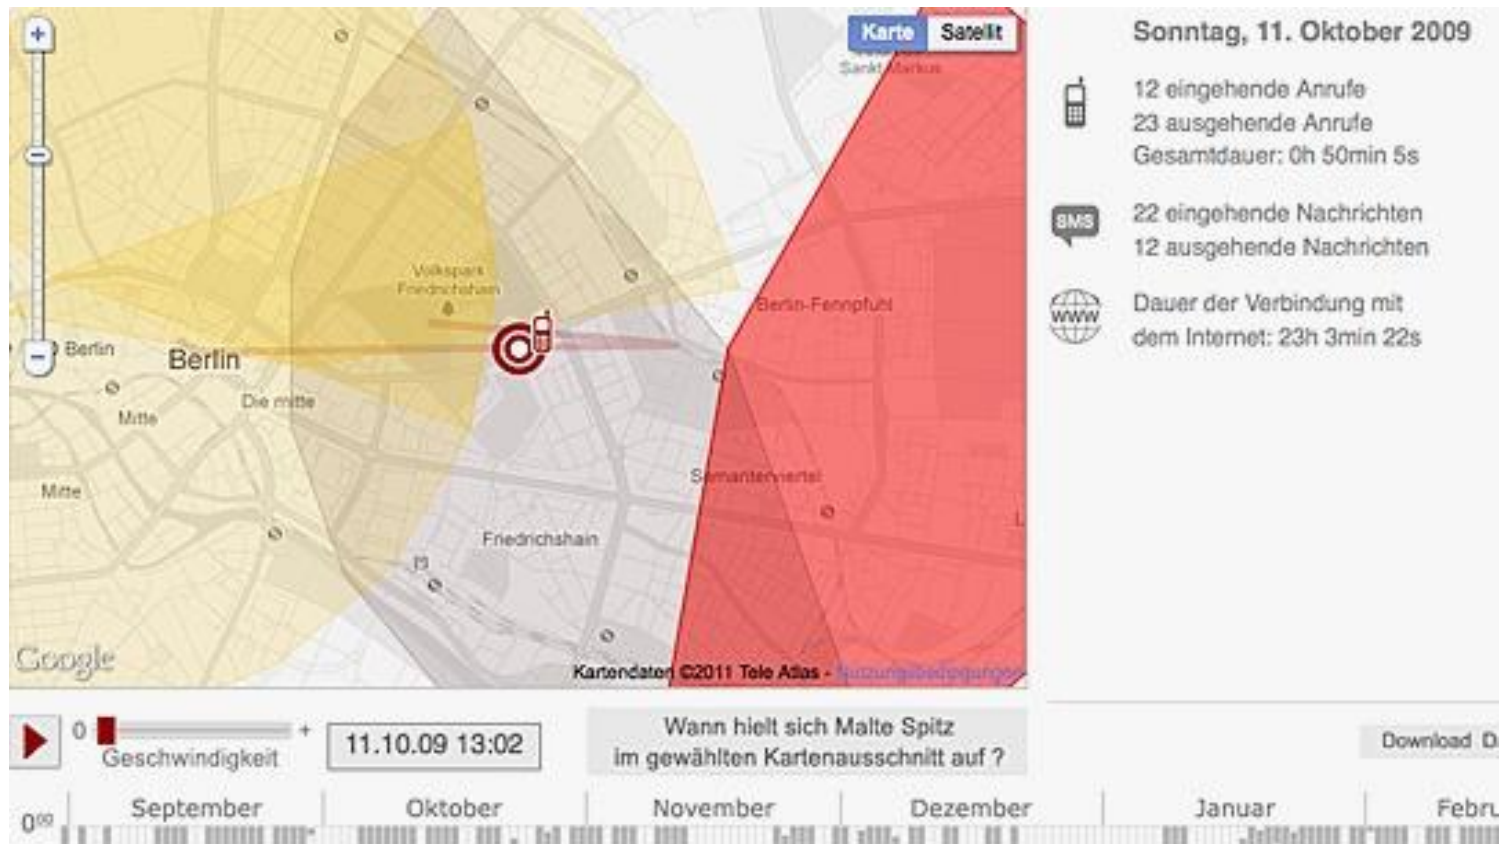 Karte Satellit
Sankt Markus
Volkspark
Friedrichshain
Berlin-Fennpfuhl
Berlin
Berlin
Die mitte
Mitte
Mitte
Samariterviertel
Friedrichshain
L
Google
Kartendaten ©2011 Tele Atlas - Nutzungsbedingungen
Sonntag, 11. Oktober 2009
12 eingehende Anrufe
23 ausgehende Anrufe
Gesamtdauer: 0h 50min 5s
SMS
22 eingehende Nachrichten
12 ausgehende Nachrichten
www
Dauer der Verbindung mit
dem Internet: 23h 3min 22s
0 +
Geschwindigkeit
11.10.09 13:02
Wann hielt sich Malte Spitz
im gewählten Kartenausschnitt auf ?
Download D
September Oktober November Dezember Januar Febru
0⁰⁰